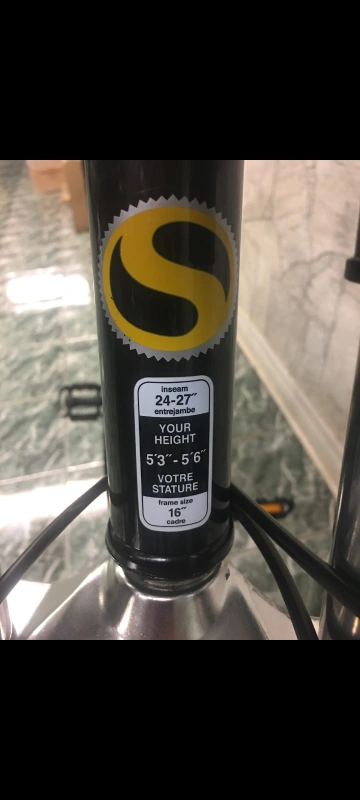 S
inseam
24-27"
entrejambe
YOUR
HEIGHT
5'3" - 5'6"
VOTRE
STATURE
frame size
16"
cadre